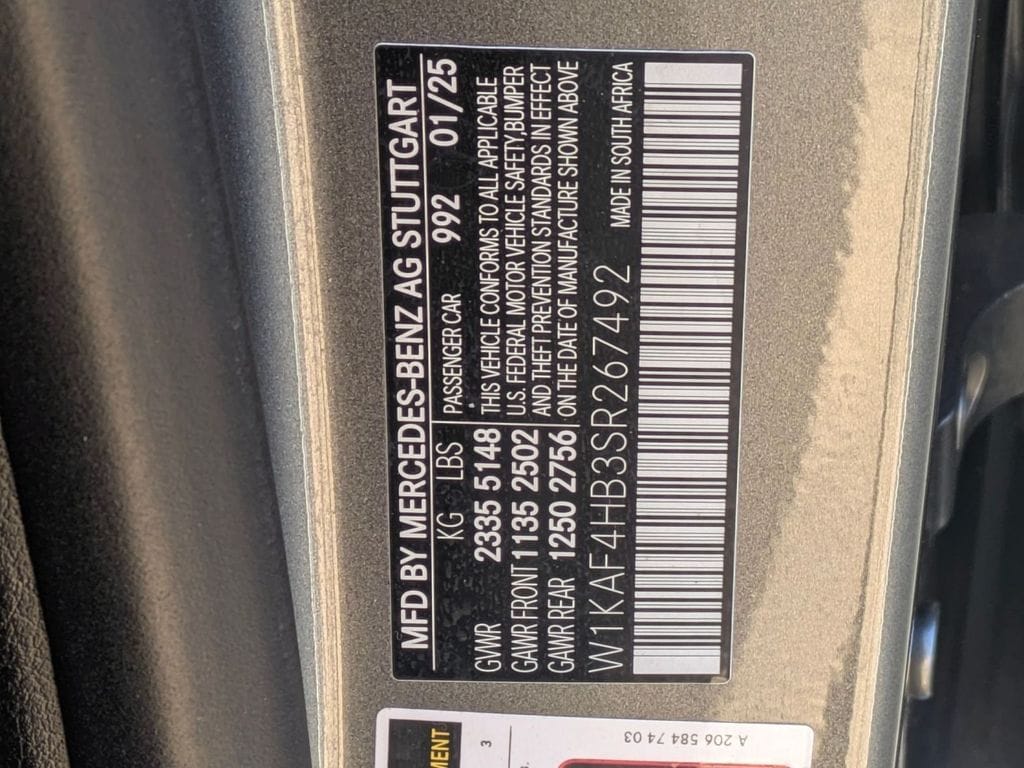 MFD BY MERCEDES-BENZ AG STUTTGART
KG LBS PASSENGER CAR 992 01/25
GVWR 2335 5148 THIS VEHICLE CONFORMS TO ALL APPLICABLE
GAWR FRONT 1135 2502 U.S. FEDERAL MOTOR VEHICLE SAFETY,BUMPER
AND THEFT PREVENTION STANDARDS IN EFFECT
GAWR REAR 1250 2756 ON THE DATE OF MANUFACTURE SHOWN ABOVE
W1KAF4HB3SR267492 MADE IN SOUTH AFRICA
MENT
3
A 206 584 74 03